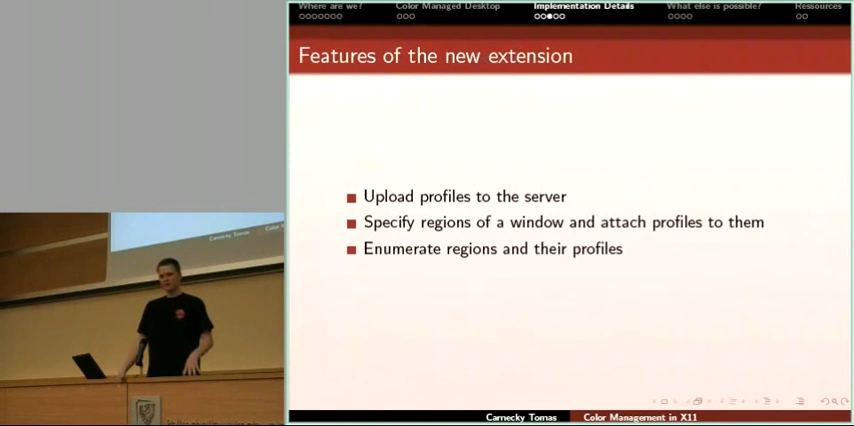 Where are we? Color Managed Desktop Implementation Details What else is possible? Ressources
Features of the new extension
Upload profiles to the server
Specify regions of a window and attach profiles to them
Enumerate regions and their profiles
Carnecky Tomas
Carnecky Tomas Color Management in X11